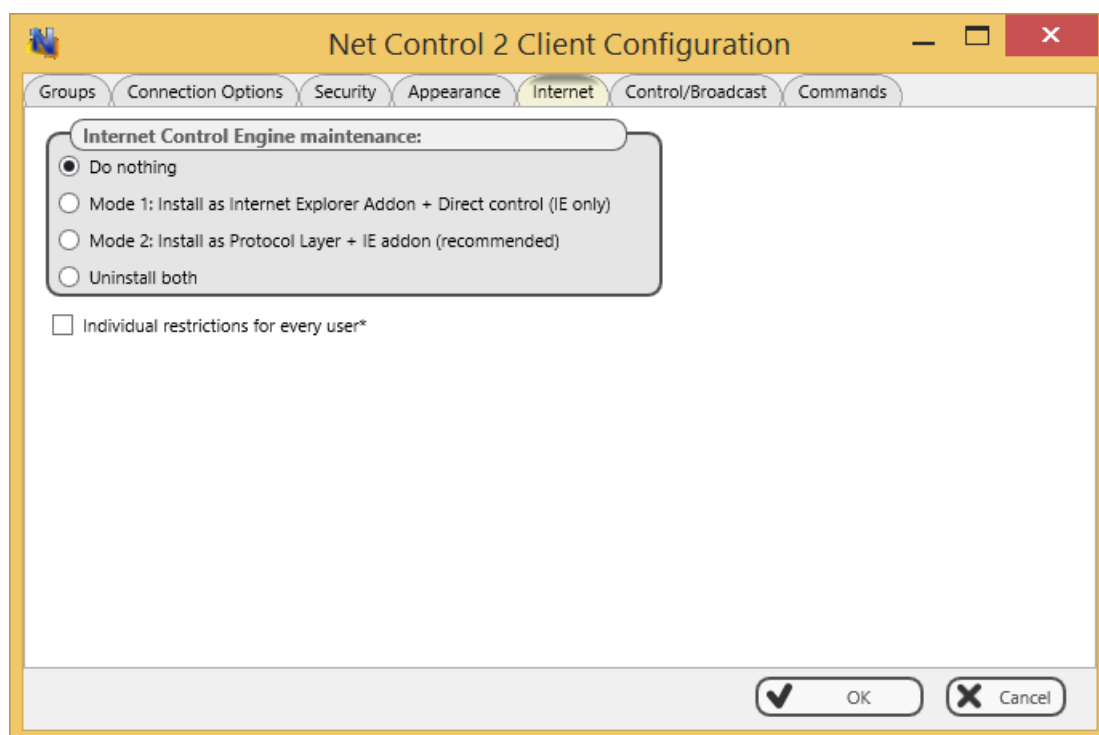 Net Control 2 Client Configuration
Groups Connection Options Security Appearance Internet Control/Broadcast Commands
Internet Control Engine maintenance:
Do nothing
Mode 1: Install as Internet Explorer Addon + Direct control (IE only)
Mode 2: Install as Protocol Layer + IE addon (recommended)
Uninstall both
Individual restrictions for every user*
OK Cancel